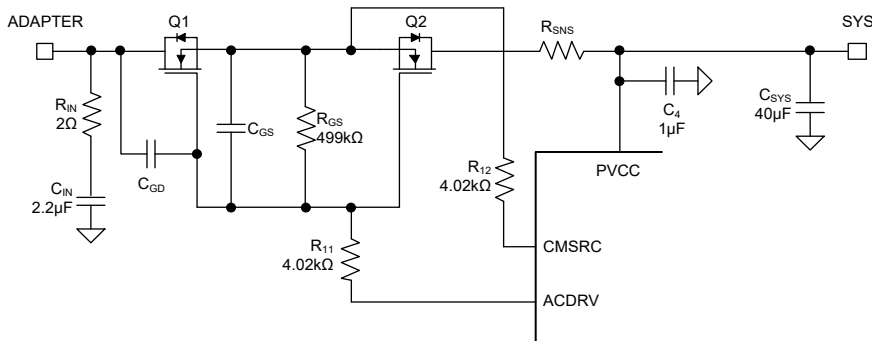 ADAPTER
Q1
Q2
RSNS
SYS
RIN
2Ω
CGD
CIN
2.2µF
CGS
RGS
499kΩ
R12
4.02kΩ
R11
4.02kΩ
C4
1µF
CSYS
40µF
PVCC
CMSRC
ACDRV